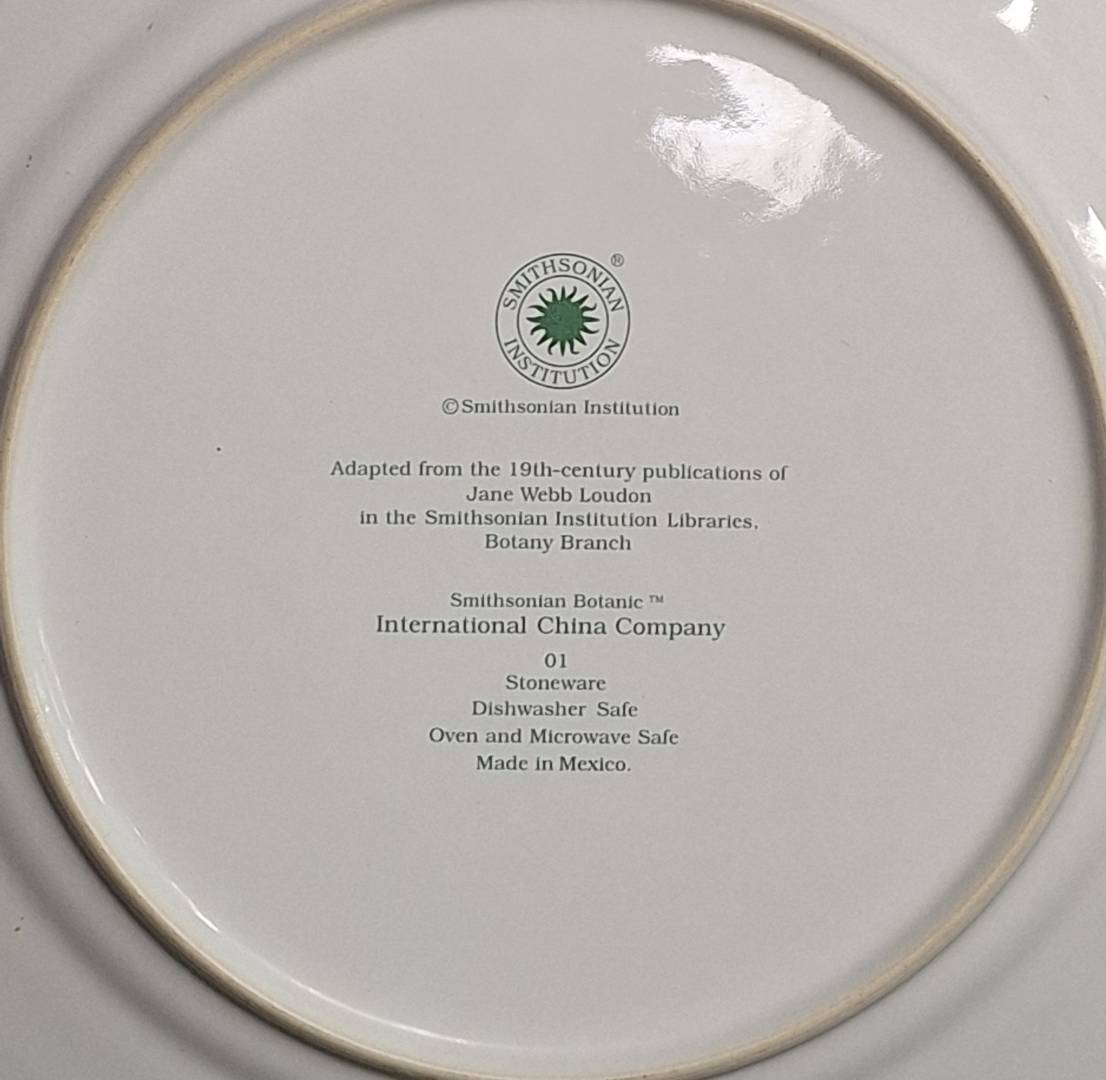 SMITHSONIAN ®
INSTITUTION
©Smithsonian Institution
Adapted from the 19th-century publications of
Jane Webb Loudon
in the Smithsonian Institution Libraries,
Botany Branch
Smithsonian Botanic ™
International China Company
01
Stoneware
Dishwasher Safe
Oven and Microwave Safe
Made in Mexico.